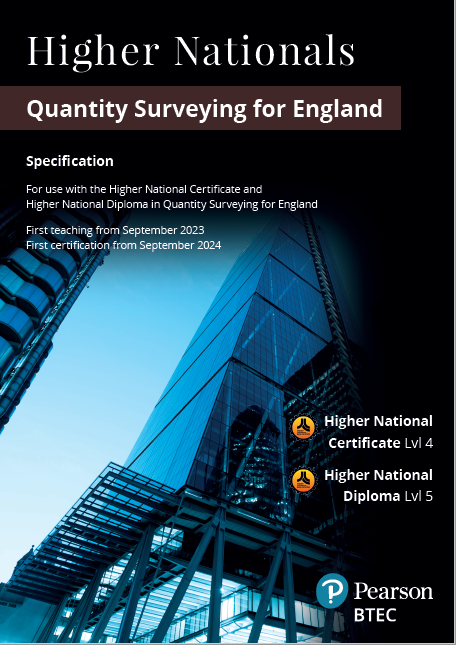 Higher Nationals
Quantity Surveying for England
Specification
For use with the Higher National Certificate and
Higher National Diploma in Quantity Surveying for England
First teaching from September 2023
First certification from September 2024
Higher National
Certificate Lvl 4
Higher National
Diploma Lvl 5
Pearson
BTEC